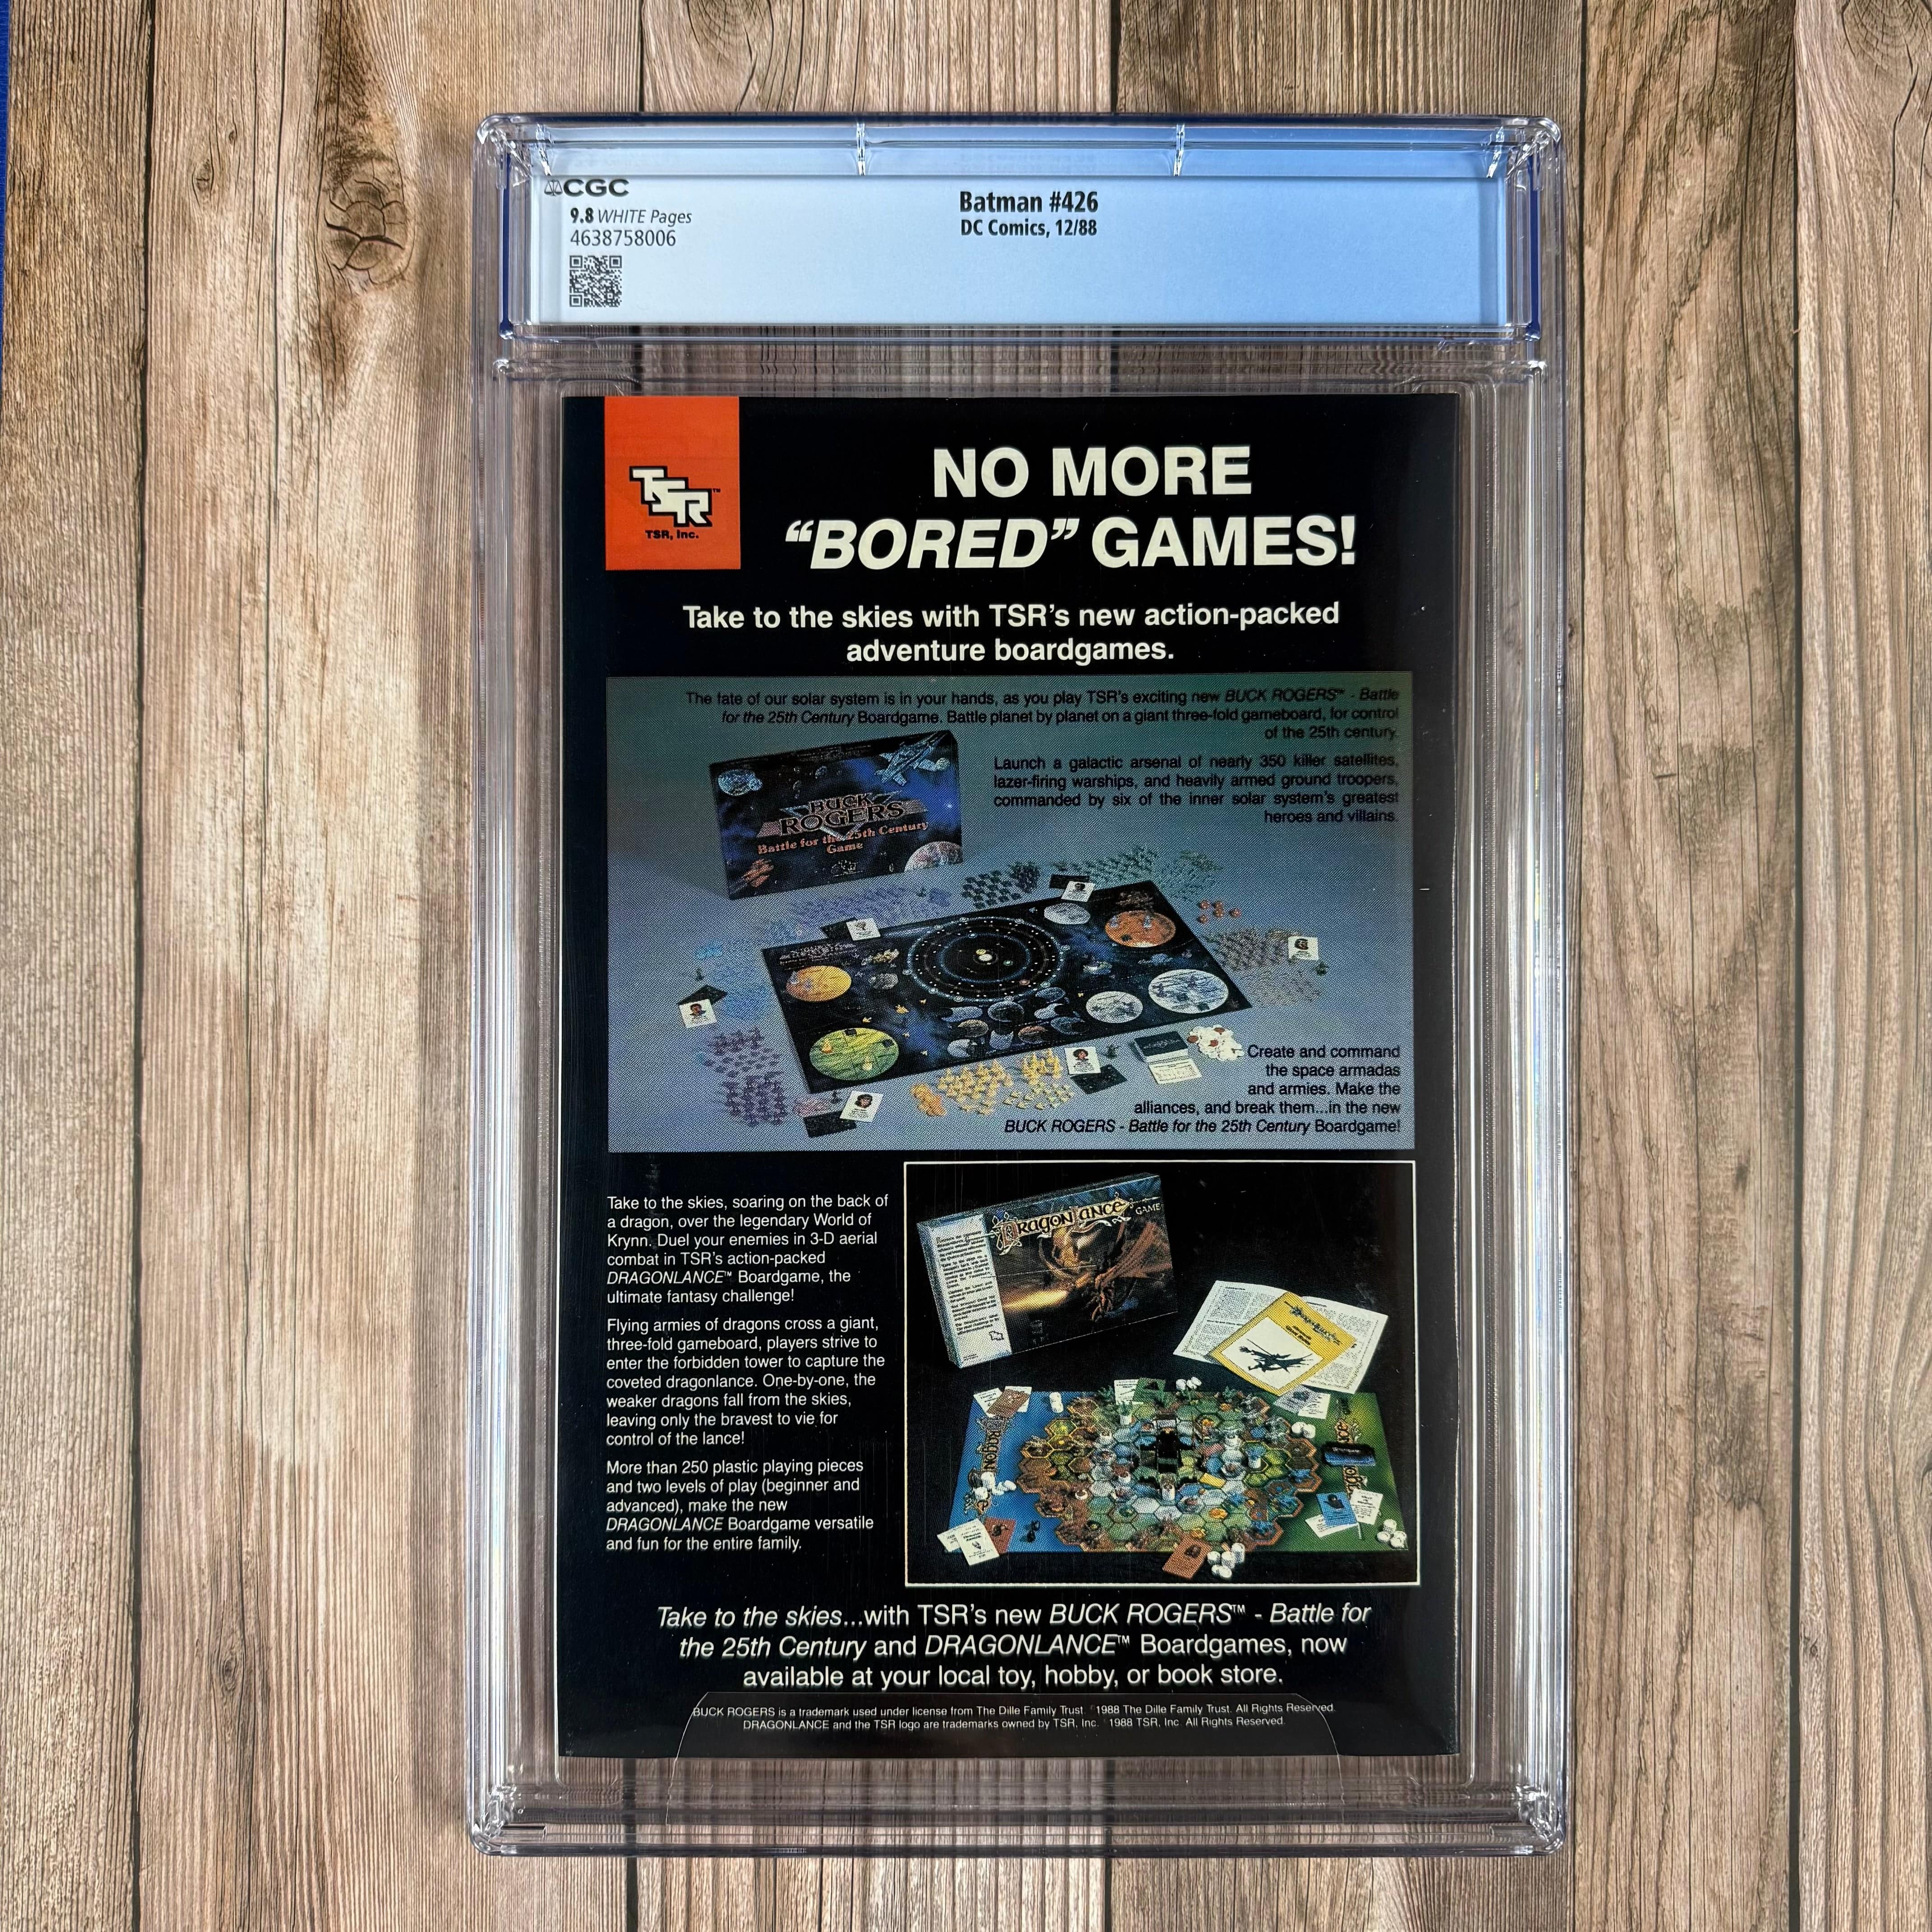 CGC
9.8 WHITE Pages
4638758006
Batman #426
DC Comics, 12/88
TSR™
TSR, Inc.
NO MORE
“BORED” GAMES!
Take to the skies with TSR’s new action-packed
adventure boardgames.
The fate of our solar system is in your hands, as you play TSR’s exciting new BUCK ROGERS™ - Battle
for the 25th Century Boardgame. Battle planet by planet on a giant three-fold gameboard, for control
of the 25th century.
Launch a galactic arsenal of nearly 350 killer satellites,
lazer-firing warships, and heavily armed ground troopers,
commanded by six of the inner solar system’s greatest
heroes and villains.
BUCK
ROGERS
Battle for the 25th Century
Game
Create and command
the space armadas
and armies. Make the
alliances, and break them...in the new
BUCK ROGERS - Battle for the 25th Century Boardgame!
Take to the skies, soaring on the back of
a dragon, over the legendary World of
Krynn. Duel your enemies in 3-D aerial
combat in TSR’s action-packed
DRAGONLANCE™ Boardgame, the
ultimate fantasy challenge!
Flying armies of dragons cross a giant,
three-fold gameboard, players strive to
enter the forbidden tower to capture the
coveted dragonlance. One-by-one, the
weaker dragons fall from the skies,
leaving only the bravest to vie for
control of the lance!
More than 250 plastic playing pieces
and two levels of play (beginner and
advanced), make the new
DRAGONLANCE Boardgame versatile
and fun for the entire family.
DragonLance GAME
Take to the skies...with TSR’s new BUCK ROGERS™ - Battle for
the 25th Century and DRAGONLANCE™ Boardgames, now
available at your local toy, hobby, or book store.
BUCK ROGERS is a trademark used under license from The Dille Family Trust. ©1988 The Dille Family Trust. All Rights Reserved.
DRAGONLANCE and the TSR logo are trademarks owned by TSR, Inc. ©1988 TSR, Inc. All Rights Reserved.